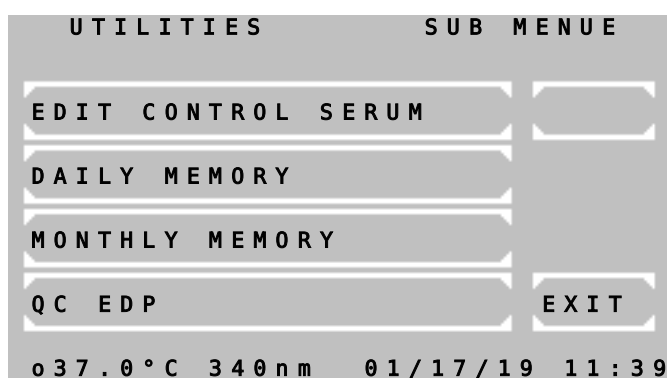 UTILITIES SUB MENUE
EDIT CONTROL SERUM
DAILY MEMORY
MONTHLY MEMORY
QC EDP EXIT
o37.0°C 340nm 01/17/19 11:39